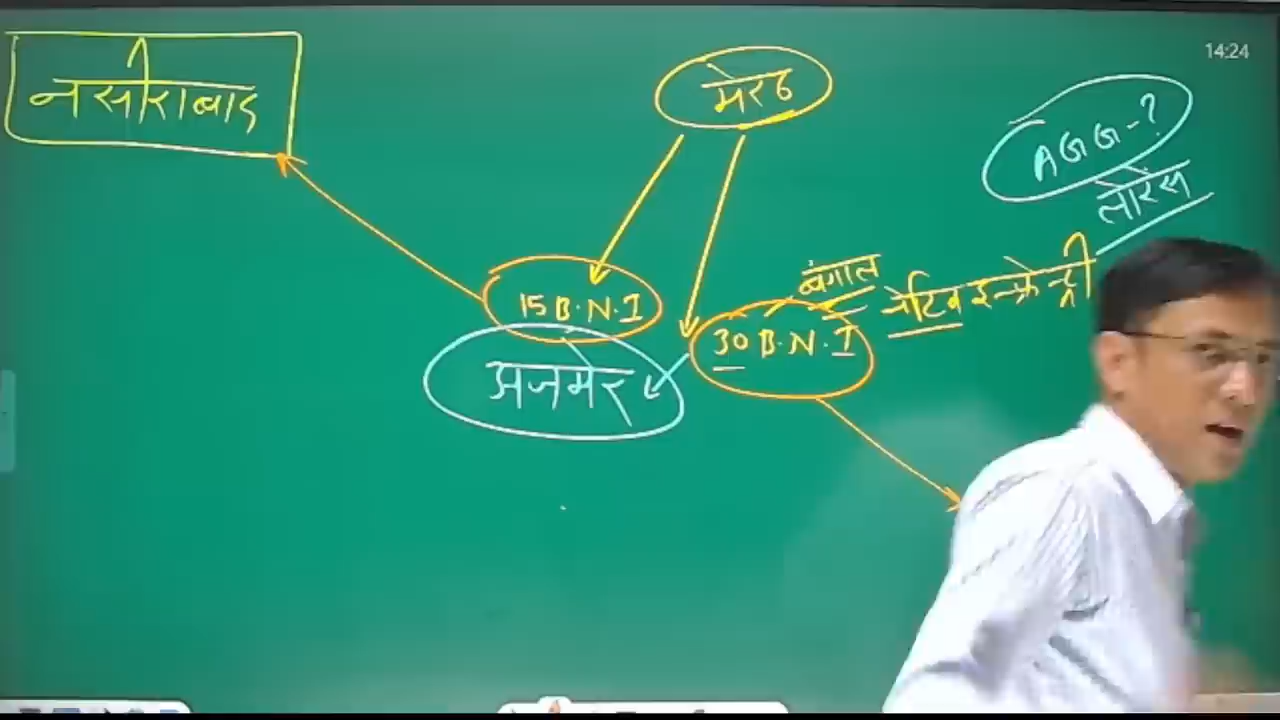 नसीराबाद
मेरठ
14:24
AGG-?
लोरेंस
बंगाल
नेटिव इन्फ्रेन्ट्री
15 B.N.I
30 B.N.I
अजमेर